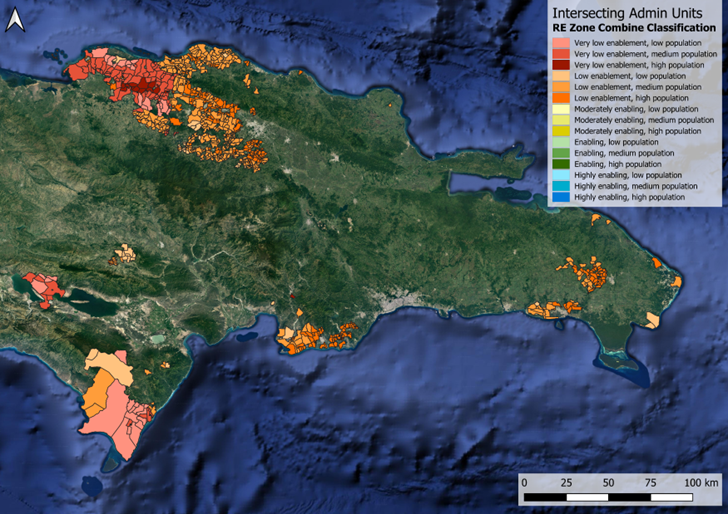 Intersecting Admin Units
RE Zone Combine Classification
Very low enablement, low population
Very low enablement, medium population
Very low enablement, high population
Low enablement, low population
Low enablement, medium population
Low enablement, high population
Moderately enabling, low population
Moderately enabling, medium population
Moderately enabling, high population
Enabling, low population
Enabling, medium population
Enabling, high population
Highly enabling, low population
Highly enabling, medium population
Highly enabling, high population
0 25 50 75 100 km